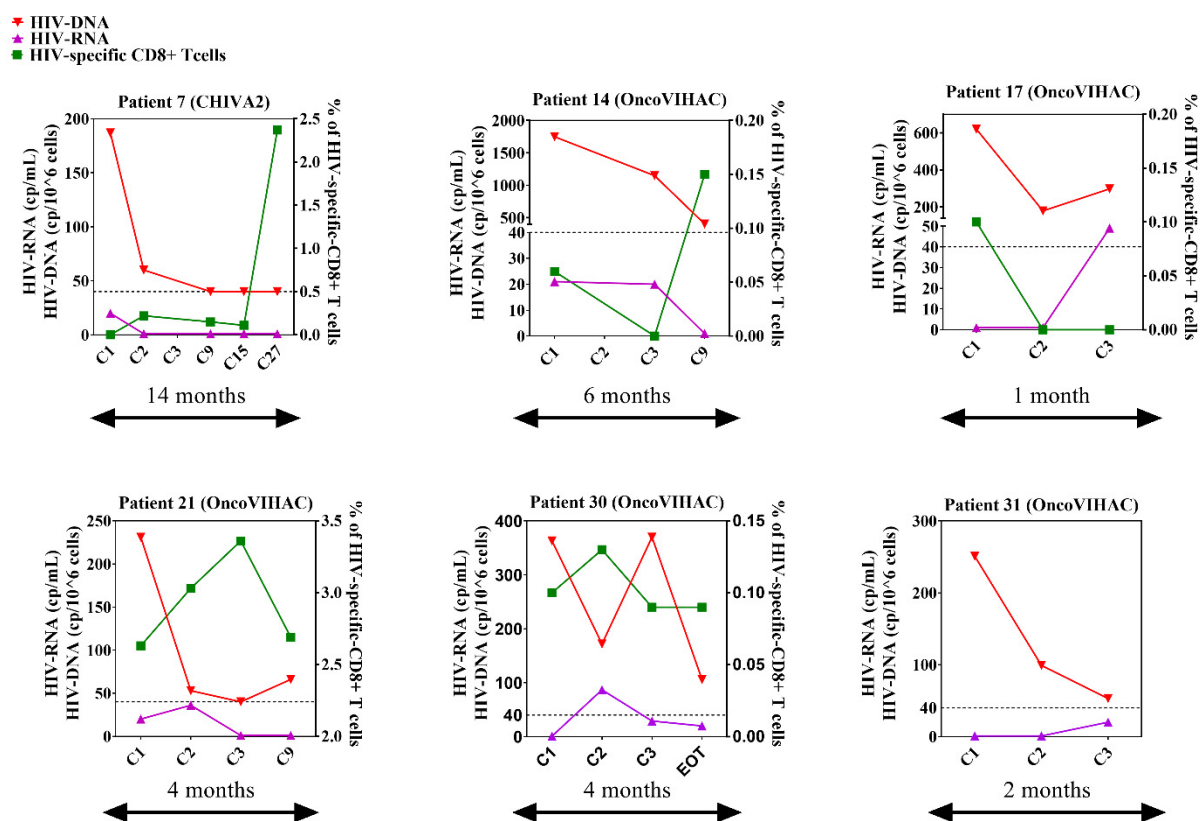 HIV-DNA
HIV-RNA
HIV-specific CD8+ Tcells
Patient 7 (CHIVA2)
HIV-RNA (cp/mL)
HIV-DNA (cp/10^6 cells)
200
150
100
50
0
2.5
2.0
1.5
1.0
0.5
0.0
% of HIV-specific-CD8+ T cells
C1
C2
C3
C9
C15
C27
14 months
Patient 14 (OncoVIHAC)
HIV-RNA (cp/mL)
HIV-DNA (cp/10^6 cells)
2000
1500
1000
500
40
30
20
10
0
0.20
0.15
0.10
0.05
0.00
% of HIV-specific-CD8+ T cells
C1
C2
C3
C9
6 months
Patient 17 (OncoVIHAC)
HIV-RNA (cp/mL)
HIV-DNA (cp/10^6 cells)
600
400
200
50
40
30
20
10
0
0.20
0.15
0.10
0.05
0.00
% of HIV-specific-CD8+ T cells
C1
C2
C3
1 month
Patient 21 (OncoVIHAC)
HIV-RNA (cp/mL)
HIV-DNA (cp/10^6 cells)
250
200
150
100
50
0
3.5
3.0
2.5
2.0
% of HIV-specific-CD8+ T cells
C1
C2
C3
C9
4 months
Patient 30 (OncoVIHAC)
HIV-RNA (cp/mL)
HIV-DNA (cp/10^6 cells)
400
300
200
100
40
0
0.15
0.10
0.05
0.00
% of HIV-specific-CD8+ T cells
C1
C2
C3
EOT
4 months
Patient 31 (OncoVIHAC)
HIV-RNA (cp/mL)
HIV-DNA (cp/10^6 cells)
300
200
100
40
0
C1
C2
C3
2 months